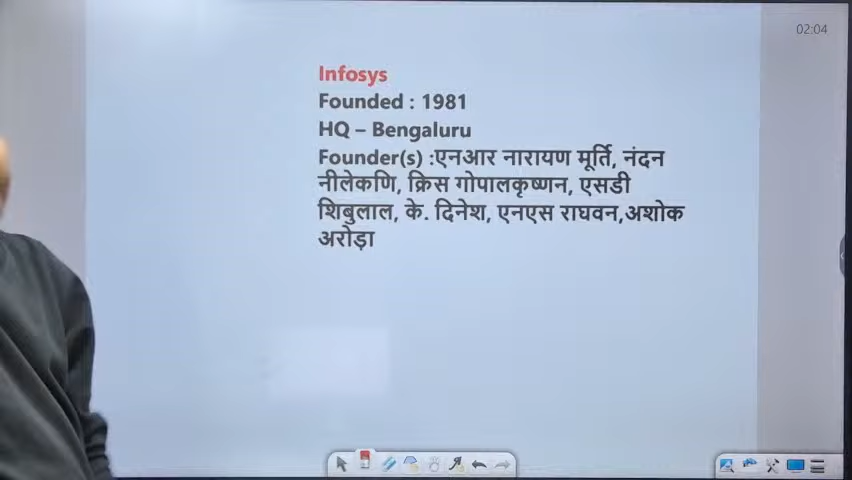 02:04
Infosys
Founded : 1981
HQ – Bengaluru
Founder(s) :एनआर नारायण मूर्ति, नंदन
नीलेकणि, क्रिस गोपालकृष्णन, एसडी
शिबुलाल, के. दिनेश, एनएस राघवन,अशोक
अरोड़ा